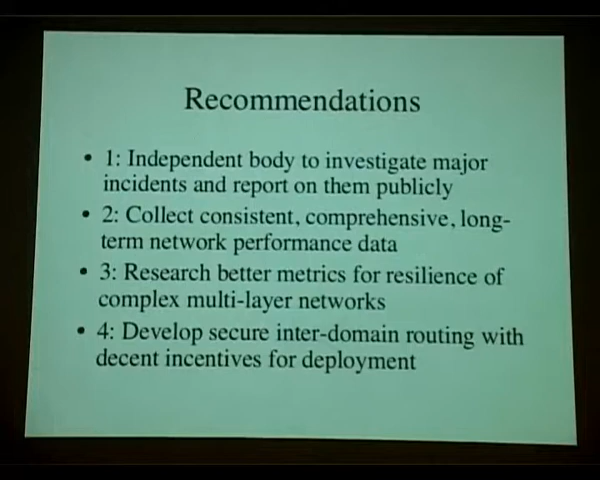 Recommendations
• 1: Independent body to investigate major
incidents and report on them publicly
• 2: Collect consistent, comprehensive, long-
term network performance data
• 3: Research better metrics for resilience of
complex multi-layer networks
• 4: Develop secure inter-domain routing with
decent incentives for deployment